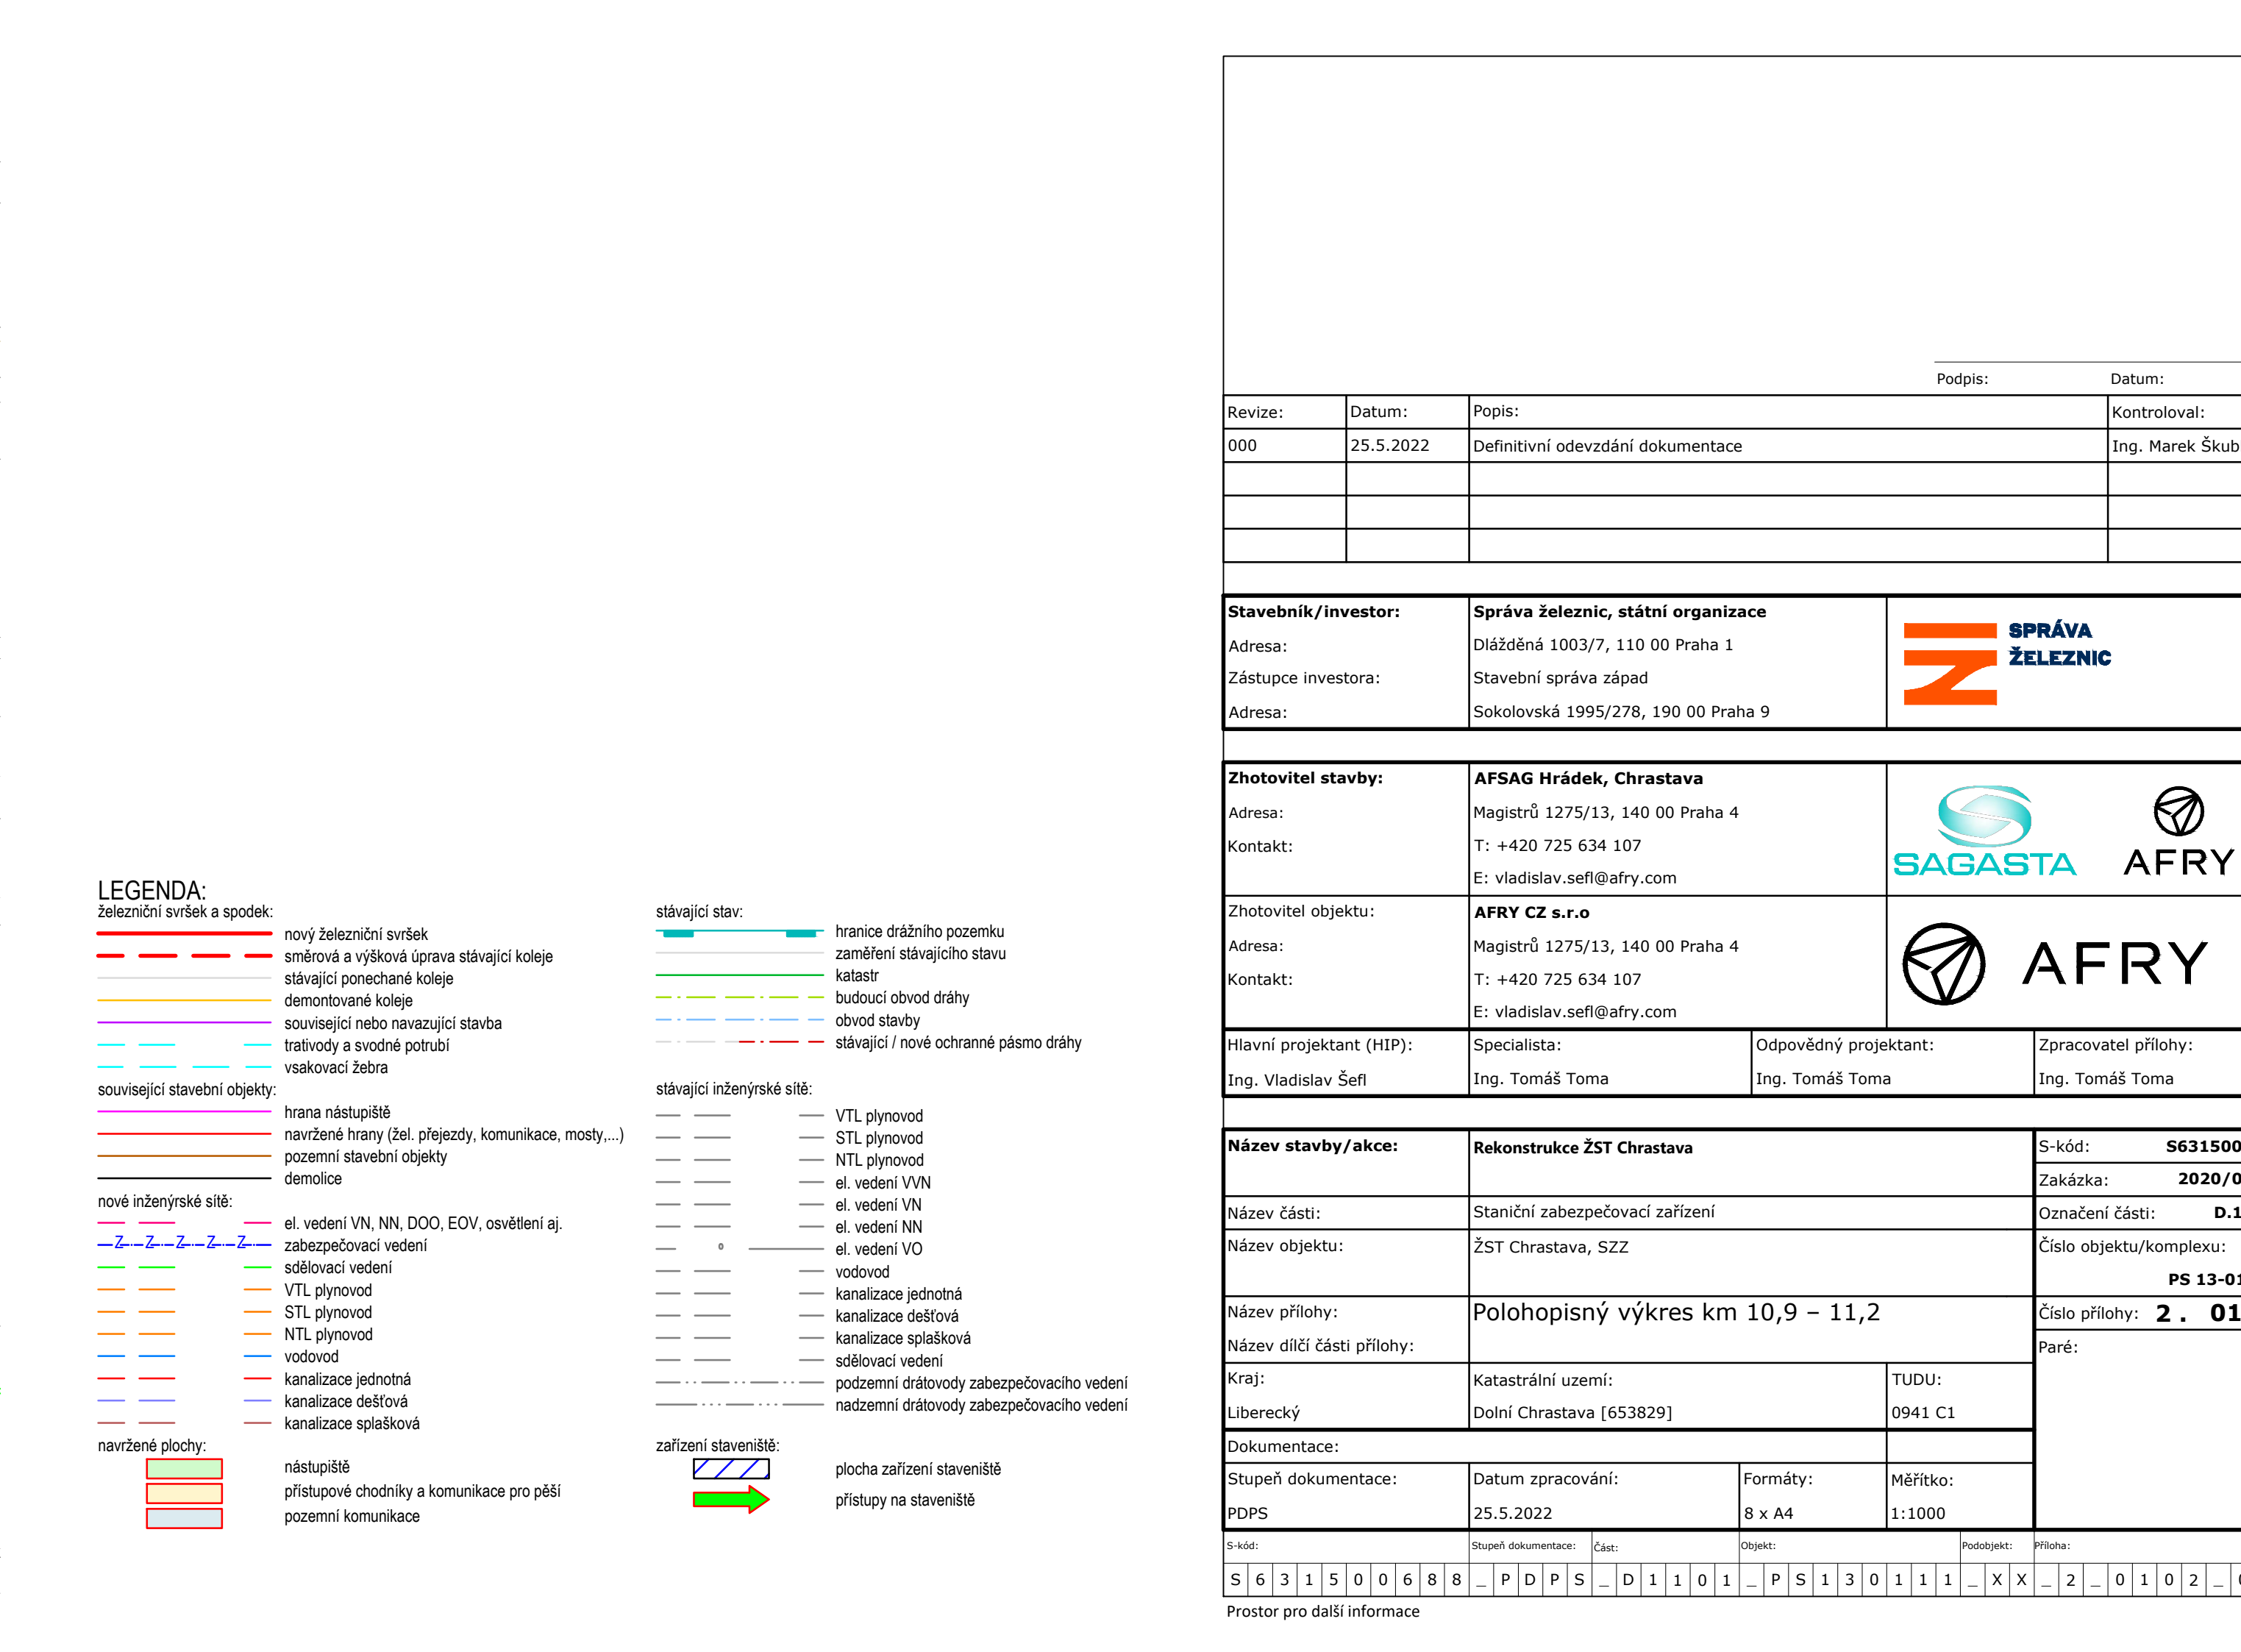 LEGENDA:
železniční svršek a spodek:
nový železniční svršek
směrová a výšková úprava stávající koleje
stávající ponechané koleje
demontované koleje
související nebo navazující stavba
trativody a svodné potrubí
vsakovací žebra
související stavební objekty:
hrana nástupiště
navržené hrany (žel. přejezdy, komunikace, mosty,...)
pozemní stavební objekty
demolice
nové inženýrské sítě:
el. vedení VN, NN, DOO, EOV, osvětlení aj.
Z Z Z Z Z zabezpečovací vedení
sdělovací vedení
VTL plynovod
STL plynovod
NTL plynovod
vodovod
kanalizace jednotná
kanalizace dešťová
kanalizace splašková
navržené plochy:
nástupiště
přístupové chodníky a komunikace pro pěší
pozemní komunikace
stávající stav:
hranice drážního pozemku
zaměření stávajícího stavu
katastr
budoucí obvod dráhy
obvod stavby
stávající / nové ochranné pásmo dráhy
stávající inženýrské sítě:
VTL plynovod
STL plynovod
NTL plynovod
el. vedení VVN
el. vedení VN
el. vedení NN
el. vedení VO
vodovod
kanalizace jednotná
kanalizace dešťová
kanalizace splašková
sdělovací vedení
podzemní drátovody zabezpečovacího vedení
nadzemní drátovody zabezpečovacího vedení
zařízení staveniště:
plocha zařízení staveniště
přístupy na staveniště
Podpis: Datum:
Revize: Datum: Popis: Kontroloval:
000 25.5.2022 Definitivní odevzdání dokumentace Ing. Marek Škub
Stavebník/investor: Správa železnic, státní organizace
Adresa: Dlážděná 1003/7, 110 00 Praha 1
Zástupce investora: Stavební správa západ
Adresa: Sokolovská 1995/278, 190 00 Praha 9
SPRÁVA
ŽELEZNIC
Zhotovitel stavby: AFSAG Hrádek, Chrastava
Adresa: Magistrů 1275/13, 140 00 Praha 4
Kontakt: T: +420 725 634 107
E: vladislav.sefl@afry.com
SAGASTA AFRY
Zhotovitel objektu: AFRY CZ s.r.o
Adresa: Magistrů 1275/13, 140 00 Praha 4
Kontakt: T: +420 725 634 107
E: vladislav.sefl@afry.com
AFRY
Hlavní projektant (HIP): Specialista: Odpovědný projektant: Zpracovatel přílohy:
Ing. Vladislav Šefl Ing. Tomáš Toma Ing. Tomáš Toma Ing. Tomáš Toma
Název stavby/akce: Rekonstrukce ŽST Chrastava S-kód: S631500
Zakázka: 2020/0
Název části: Staniční zabezpečovací zařízení Označení části: D.1
Název objektu: ŽST Chrastava, SZZ Číslo objektu/komplexu:
PS 13-01
Název přílohy: Polohopisný výkres km 10,9 – 11,2 Číslo přílohy: 2. 01
Název dílčí části přílohy: Paré:
Kraj: Katastrální uzemí: TUDU:
Liberecký Dolní Chrastava [653829] 0941 C1
Dokumentace:
Stupeň dokumentace: Datum zpracování: Formáty: Měřítko:
PDPS 25.5.2022 8 x A4 1:1000
S-kód: Stupeň dokumentace: Část: Objekt: Podobjekt: Příloha:
S 6 3 1 5 0 0 6 8 8 _ P D P S _ D 1 1 0 1 _ P S 1 3 0 1 1 1 _ X X _ 2 _ 0 1 0 2 _
Prostor pro další informace